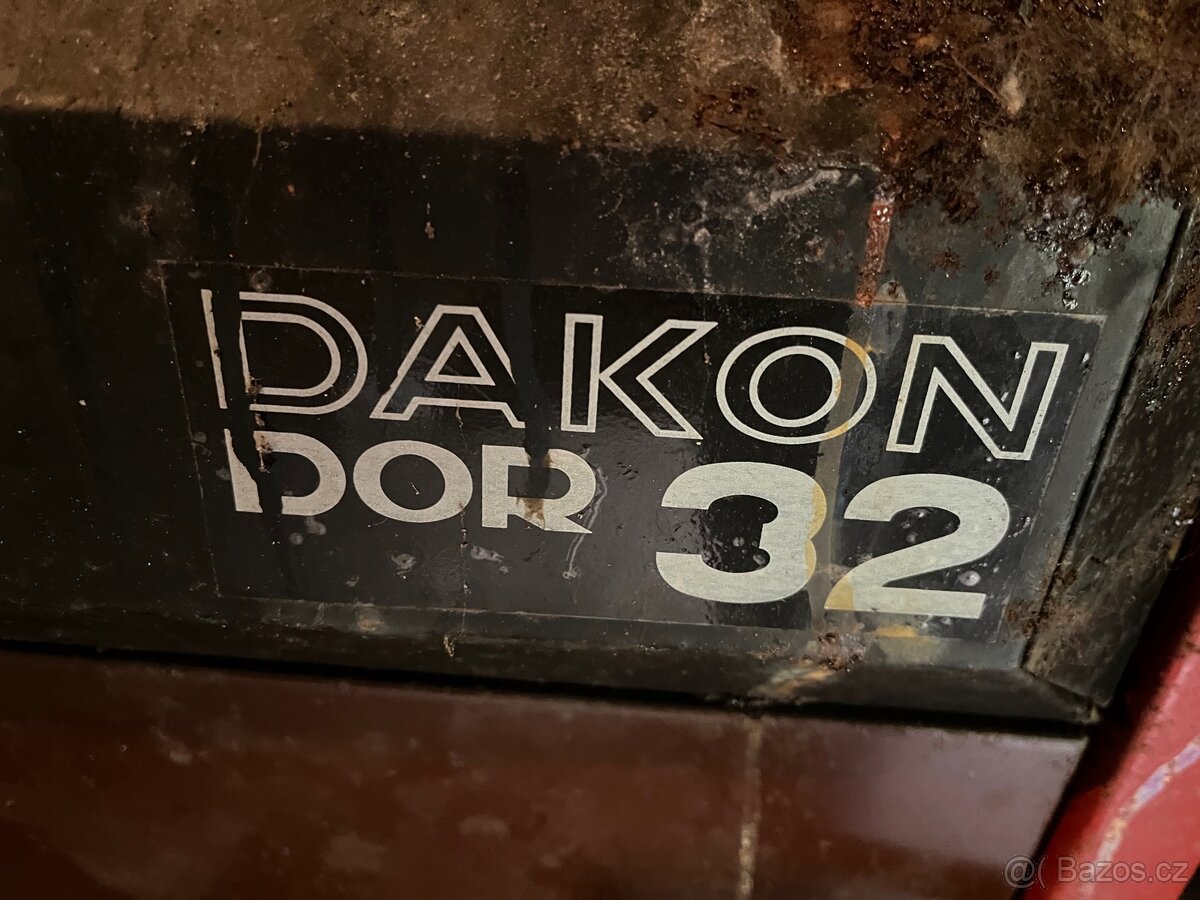 DAKON
DOR 32
@( Bazos.cz